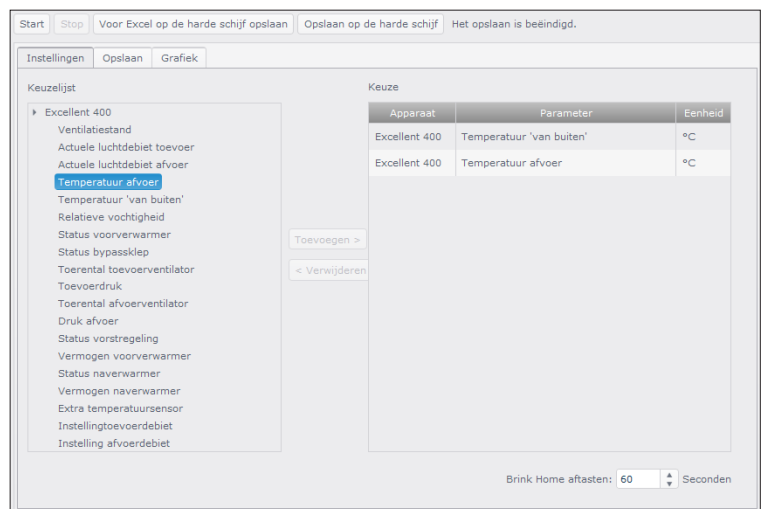 Start Stop Voor Excel op de harde schijf opslaan Opslaan op de harde schijf Het opslaan is beëindigd.
Instellingen Opslaan Grafiek
Keuzelijst
Excellent 400
Ventilatiestand
Actuele luchtdebiet toevoer
Actuele luchtdebiet afvoer
Temperatuur afvoer
Temperatuur 'van buiten'
Relatieve vochtigheid
Status voorverwarmer
Status bypassklep
Toerental toevoerventilator
Toevoerdruk
Toerental afvoerventilator
Druk afvoer
Status vorstregeling
Vermogen voorverwarmer
Status naverwarmer
Vermogen naverwarmer
Extra temperatuursensor
Instellingtoevoerdebiet
Instelling afvoerdebiet
Toevoegen >
< Verwijderen
Keuze
Apparaat Parameter Eenheid
Excellent 400 Temperatuur 'van buiten' °C
Excellent 400 Temperatuur afvoer °C
Brink Home aftasten: 60 Seconden